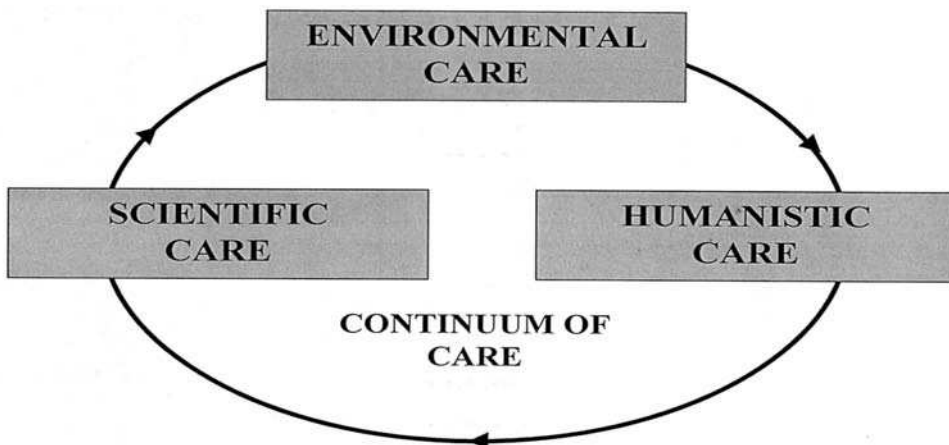 ENVIRONMENTAL
CARE
SCIENTIFIC
CARE
HUMANISTIC
CARE
CONTINUUM OF
CARE